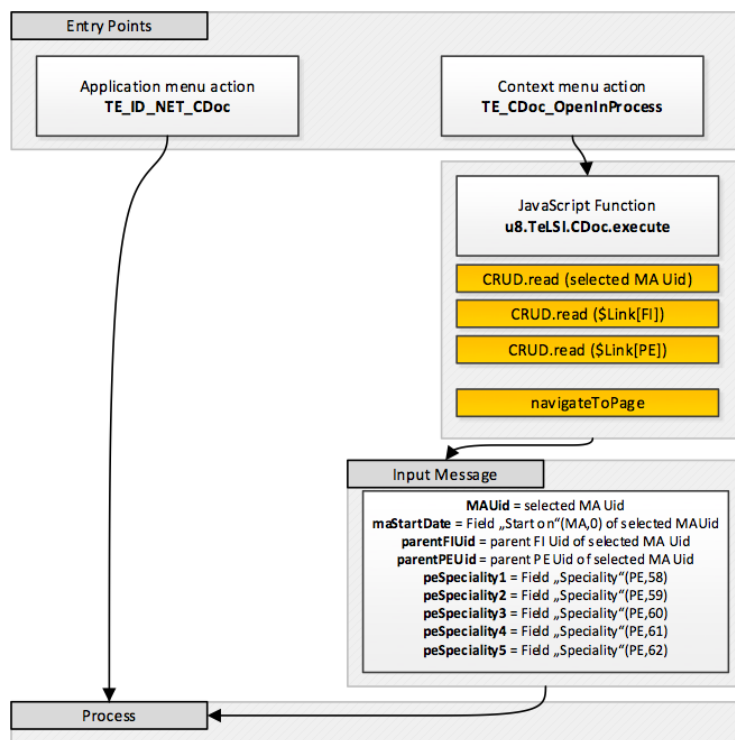 Entry Points
Application menu action
TE_ID_NET_CDoc
Context menu action
TE_CDoc_OpenInProcess
JavaScript Function
u8.TeLSI.CDoc.execute
CRUD.read (selected MA Uid)
CRUD.read ($Link[FI])
CRUD.read ($Link[PE])
navigateToPage
Input Message
MAUid = selected MA Uid
maStartDate = Field „Start on“(MA,0) of selected MAUid
parentFIUid = parent FI Uid of selected MA Uid
parentPEUid = parent PE Uid of selected MA Uid
peSpeciality1 = Field „Speciality“(PE,58)
peSpeciality2 = Field „Speciality“(PE,59)
peSpeciality3 = Field „Speciality“(PE,60)
peSpeciality4 = Field „Speciality“(PE,61)
peSpeciality5 = Field „Speciality“(PE,62)
Process